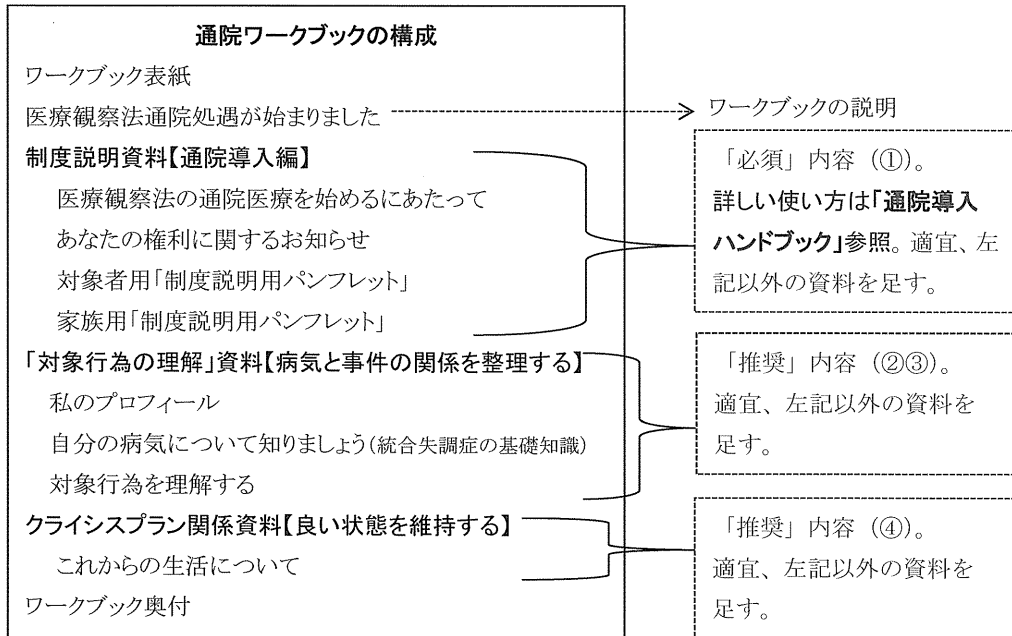 通院ワークブックの構成
ワークブック表紙
医療観察法通院処遇が始まりました
制度説明資料【通院導入編】
医療観察法の通院医療を始めるにあたって
あなたの権利に関するお知らせ
対象者用「制度説明用パンフレット」
家族用「制度説明用パンフレット」
「対象行為の理解」資料【病気と事件の関係を整理する】
私のプロフィール
自分の病気について知りましょう(統合失調症の基礎知識)
対象行為を理解する
クライシスプラン関係資料【良い状態を維持する】
これからの生活について
ワークブック奥付
ワークブックの説明
「必須」内容(①)。
詳しい使い方は「通院導入
ハンドブック」参照。適宜、左
記以外の資料を足す。
「推奨」内容(②③)。
適宜、左記以外の資料を
足す。
「推奨」内容(④)。
適宜、左記以外の資料を
足す。